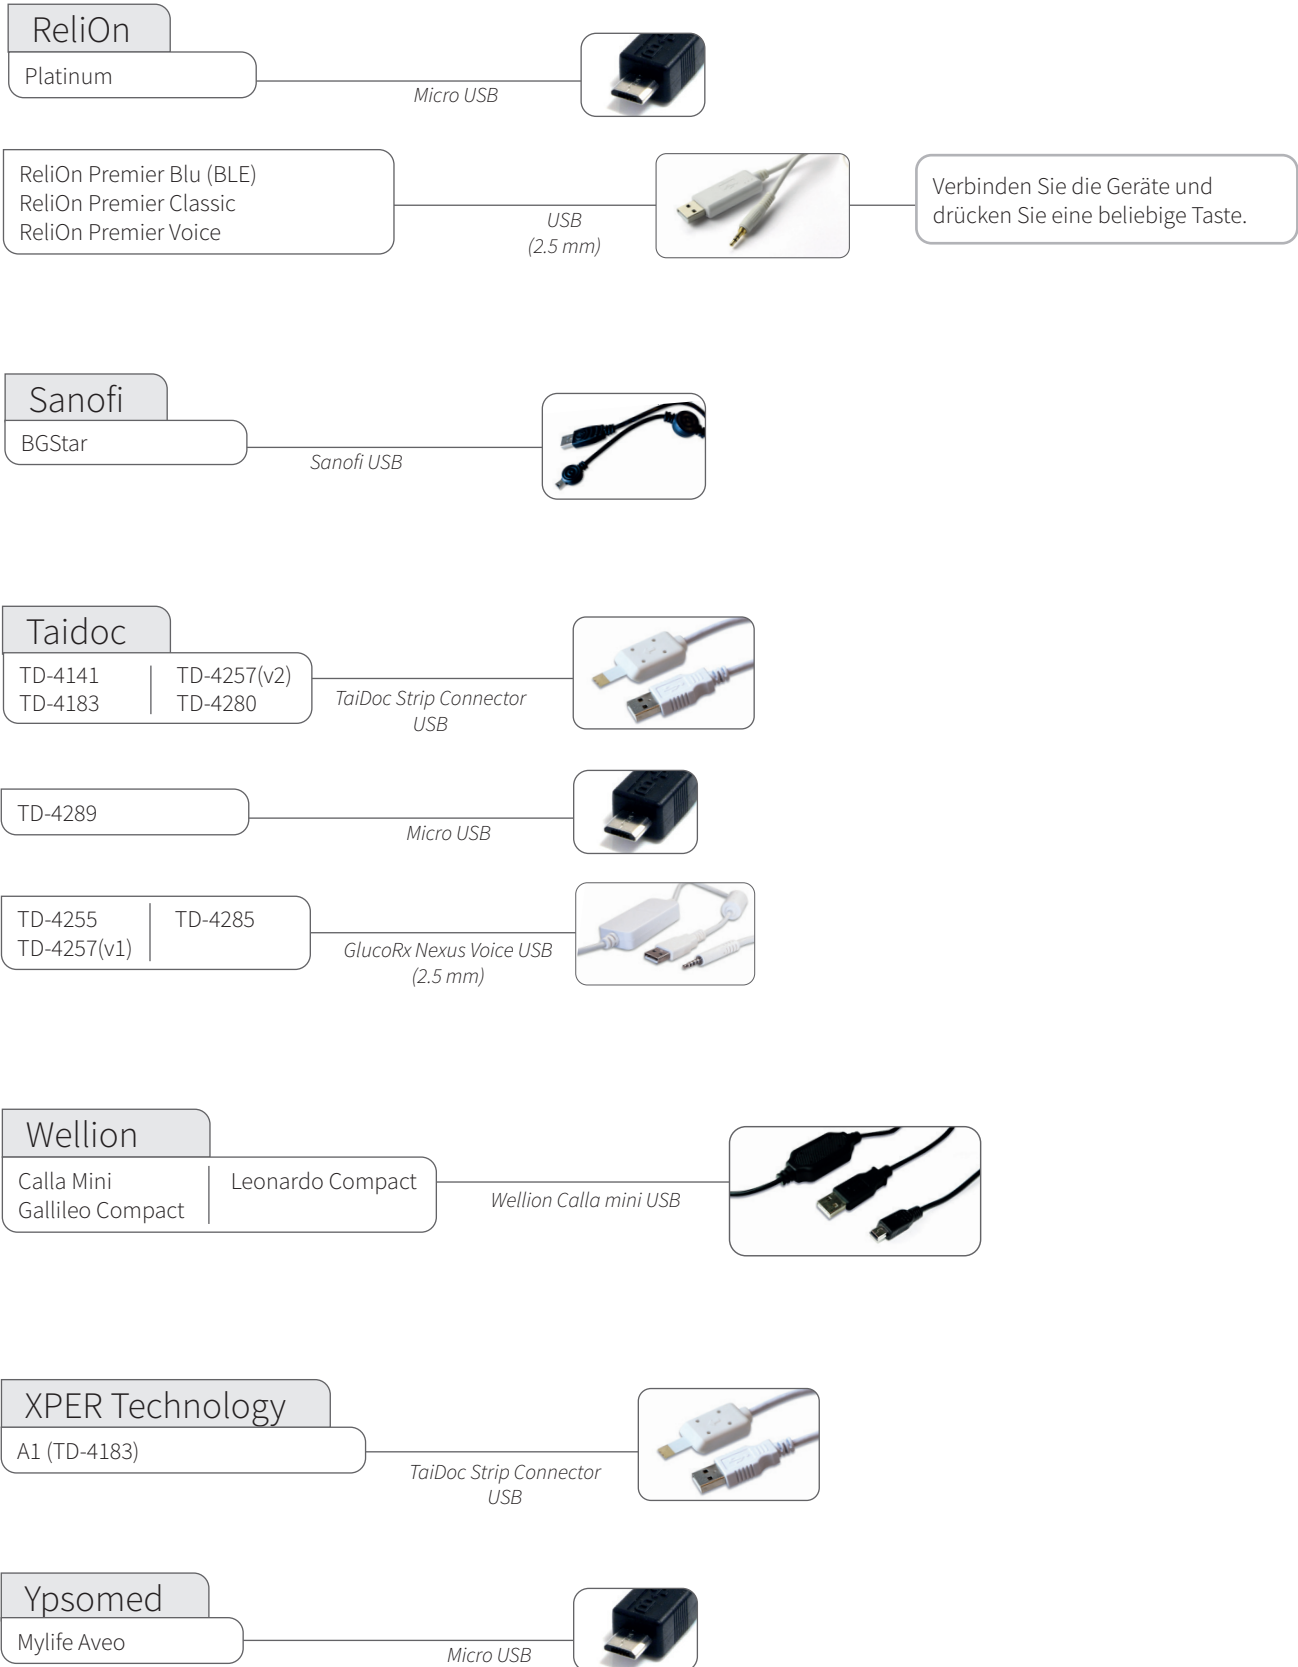 ReliOn
Platinum
Micro USB
ReliOn Premier Blu (BLE)
ReliOn Premier Classic
ReliOn Premier Voice
USB
(2.5 mm)
Verbinden Sie die Geräte und
drücken Sie eine beliebige Taste.
Sanofi
BGStar
Sanofi USB
Taidoc
TD-4141
TD-4183
TD-4257(v2)
TD-4280
TaiDoc Strip Connector
USB
TD-4289
Micro USB
TD-4255
TD-4257(v1)
TD-4285
GlucoRx Nexus Voice USB
(2.5 mm)
Wellion
Calla Mini
Gallileo Compact
Leonardo Compact
Wellion Calla mini USB
XPER Technology
A1 (TD-4183)
TaiDoc Strip Connector
USB
Ypsomed
Mylife Aveo
Micro USB